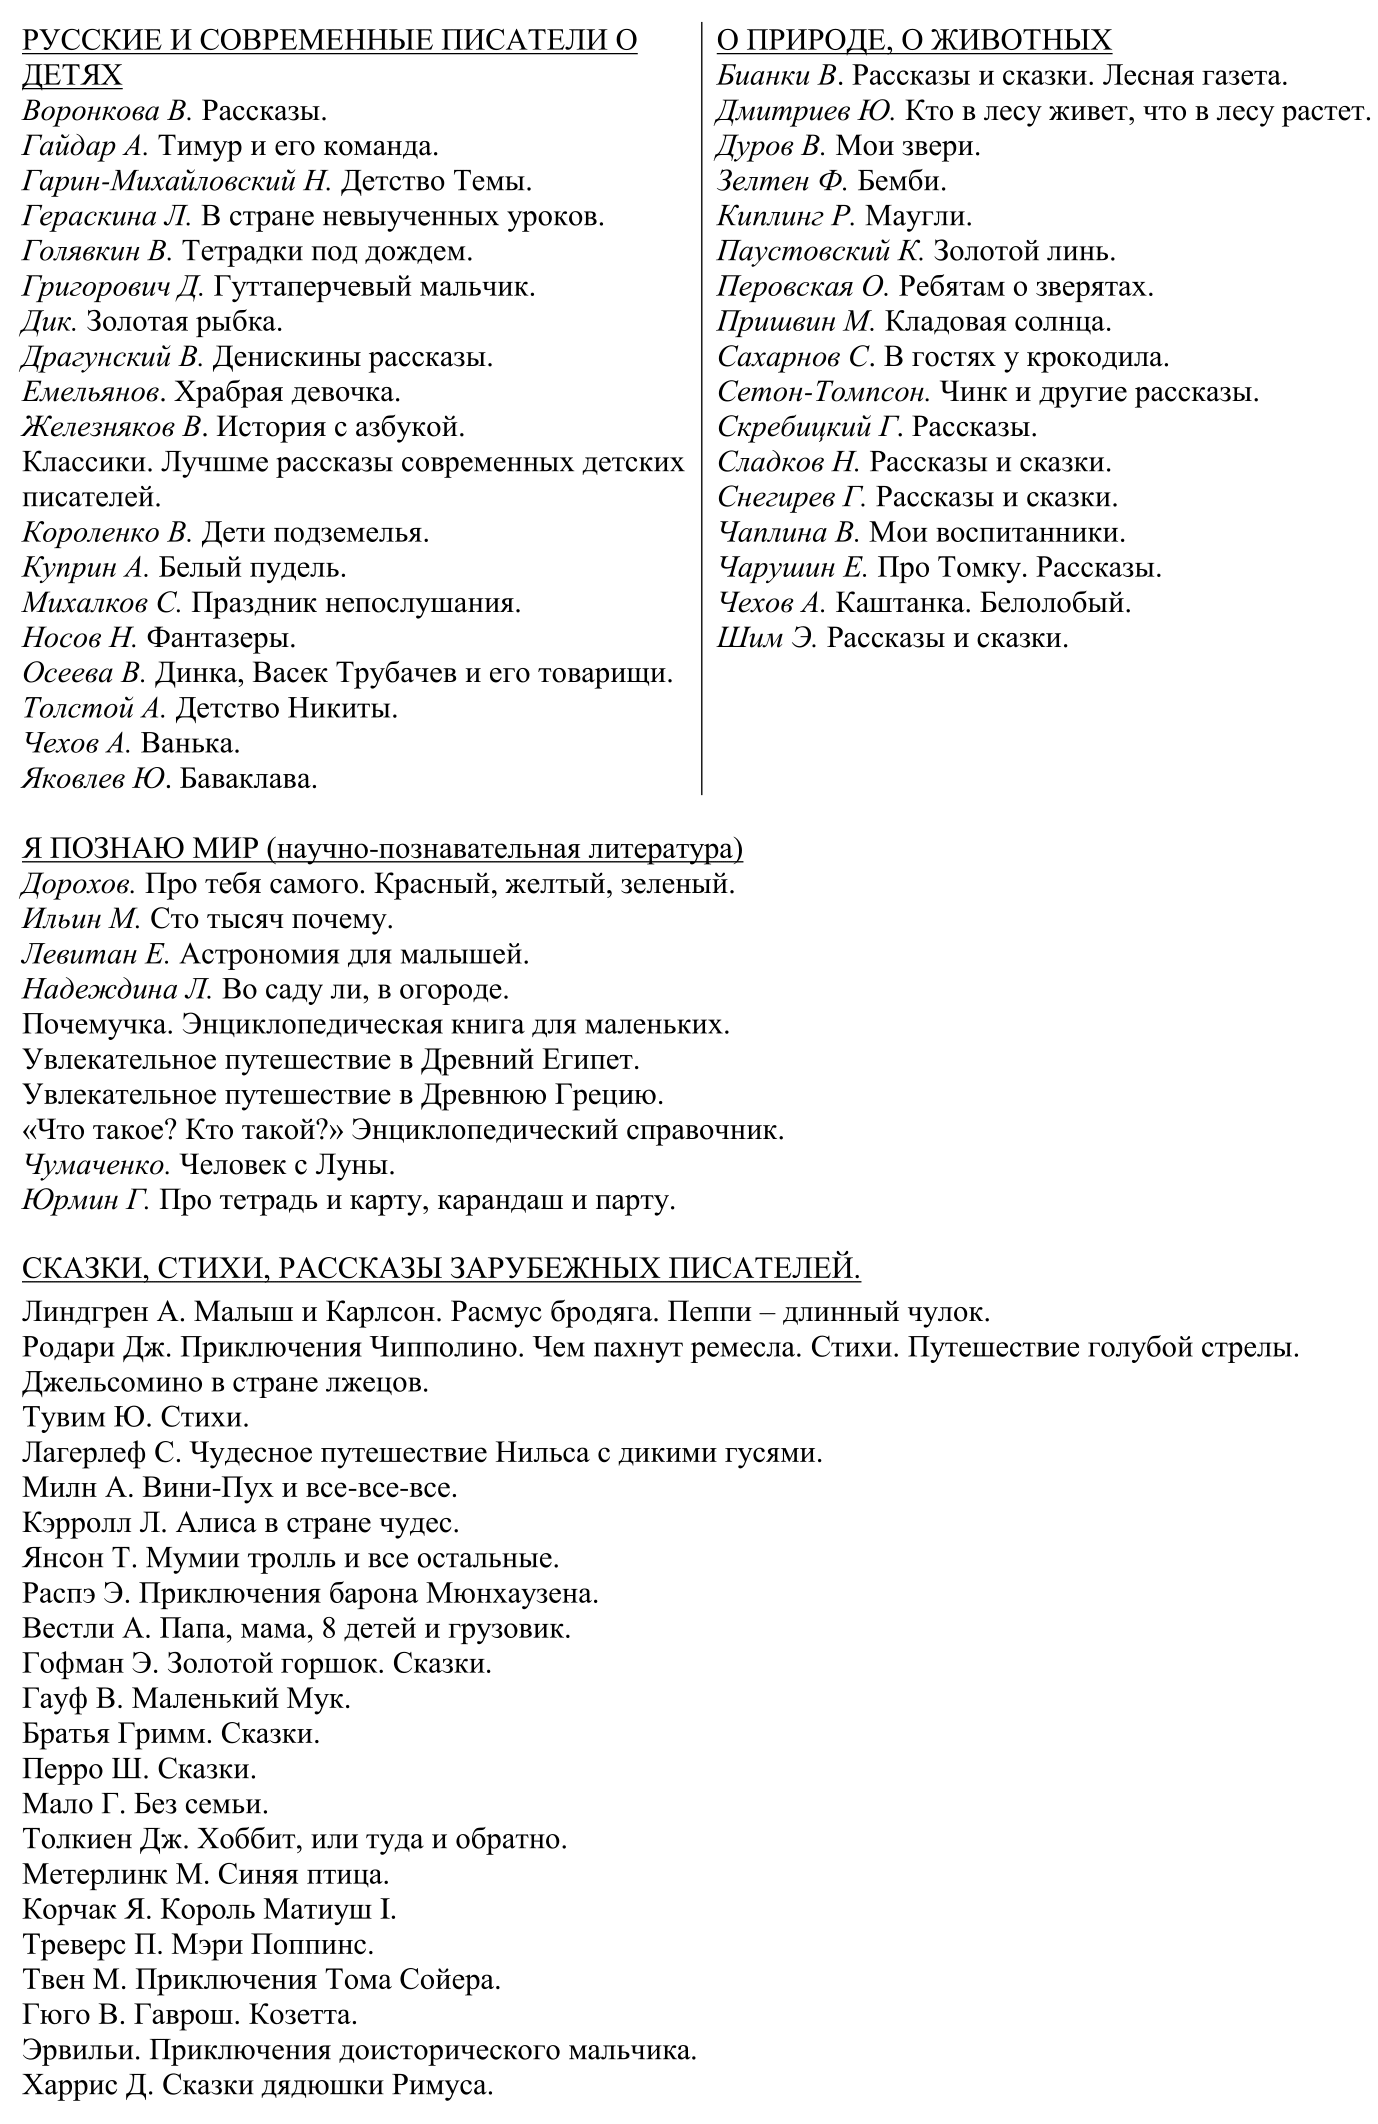 РУССКИЕ И СОВРЕМЕННЫЕ ПИСАТЕЛИ О
ДЕТЯХ
Воронкова В. Рассказы.
Гайдар А. Тимур и его команда.
Гарин-Михайловский Н. Детство Темы.
Гераскина Л. В стране невыученных уроков.
Голявкин В. Тетрадки под дождем.
Григорович Д. Гуттаперчевый мальчик.
Дик. Золотая рыбка.
Драгунский В. Денискины рассказы.
Емельянов. Храбрая девочка.
Железняков В. История с азбукой.
Классики. Лучшме рассказы современных детских
писателей.
Короленко В. Дети подземелья.
Куприн А. Белый пудель.
Михалков С. Праздник непослушания.
Носов Н. Фантазеры.
Осеева В. Динка, Васек Трубачев и его товарищи.
Толстой А. Детство Никиты.
Чехов А. Ванька.
Яковлев Ю. Баваклава.
О ПРИРОДЕ, О ЖИВОТНЫХ
Бианки В. Рассказы и сказки. Лесная газета.
Дмитриев Ю. Кто в лесу живет, что в лесу растет.
Дуров В. Мои звери.
Зелтен Ф. Бемби.
Киплинг Р. Маугли.
Паустовский К. Золотой линь.
Перовская О. Ребятам о зверятах.
Пришвин М. Кладовая солнца.
Сахарнов С. В гостях у крокодила.
Сетон-Томпсон. Чинк и другие рассказы.
Скребицкий Г. Рассказы.
Сладков Н. Рассказы и сказки.
Снегирев Г. Рассказы и сказки.
Чаплина В. Мои воспитанники.
Чарушин Е. Про Томку. Рассказы.
Чехов А. Каштанка. Белолобый.
Шим Э. Рассказы и сказки.
Я ПОЗНАЮ МИР (научно-познавательная литература)
Дорохов. Про тебя самого. Красный, желтый, зеленый.
Ильин М. Сто тысяч почему.
Левитан Е. Астрономия для малышей.
Надеждина Л. Во саду ли, в огороде.
Почемучка. Энциклопедическая книга для маленьких.
Увлекательное путешествие в Древний Египет.
Увлекательное путешествие в Древнюю Грецию.
«Что такое? Кто такой?» Энциклопедический справочник.
Чумаченко. Человек с Луны.
Юрмин Г. Про тетрадь и карту, карандаш и парту.
СКАЗКИ, СТИХИ, РАССКАЗЫ ЗАРУБЕЖНЫХ ПИСАТЕЛЕЙ.
Линдгрен А. Малыш и Карлсон. Расмус бродяга. Пеппи – длинный чулок.
Родари Дж. Приключения Чипполино. Чем пахнут ремесла. Стихи. Путешествие голубой стрелы.
Джельсомино в стране лжецов.
Тувим Ю. Стихи.
Лагерлеф С. Чудесное путешествие Нильса с дикими гусями.
Милн А. Вини-Пух и все-все-все.
Кэрролл Л. Алиса в стране чудес.
Янсон Т. Мумии тролль и все остальные.
Распэ Э. Приключения барона Мюнхаузена.
Вестли А. Папа, мама, 8 детей и грузовик.
Гофман Э. Золотой горшок. Сказки.
Гауф В. Маленький Мук.
Братья Гримм. Сказки.
Перро Ш. Сказки.
Мало Г. Без семьи.
Толкиен Дж. Хоббит, или туда и обратно.
Метерлинк М. Синяя птица.
Корчак Я. Король Матиуш I.
Треверс П. Мэри Поппинс.
Твен М. Приключения Тома Сойера.
Гюго В. Гаврош. Козетта.
Эрвильи. Приключения доисторического мальчика.
Харрис Д. Сказки дядюшки Римуса.